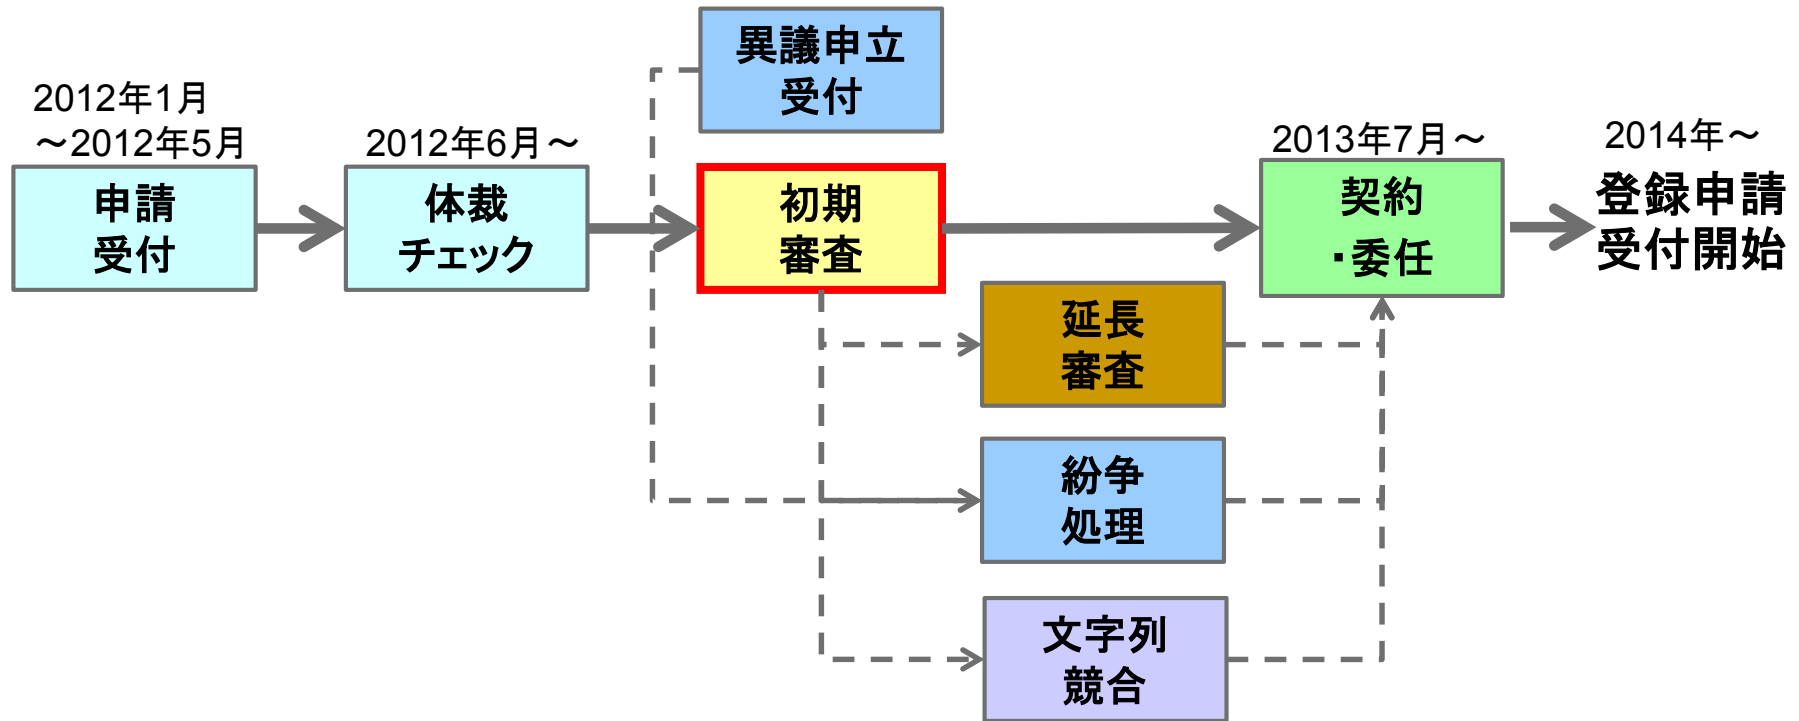 2012年1月
～2012年5月
申請
受付
2012年6月～
体裁
チェック
異議申立
受付
初期
審査
延長
審査
紛争
処理
文字列
競合
2013年7月～
契約
・委任
2014年～
登録申請
受付開始